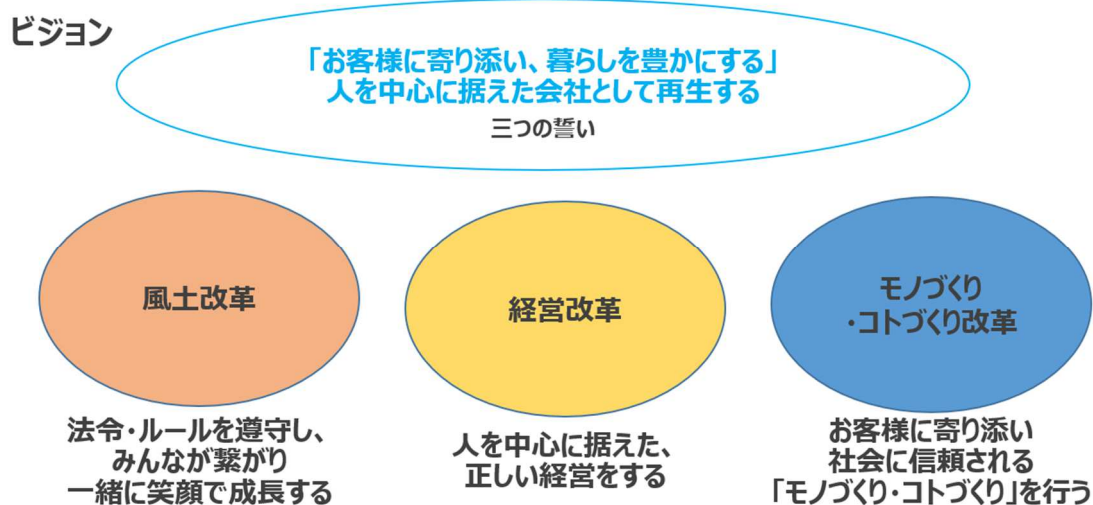 ビジョン
「お客様に寄り添い、暮らしを豊かにする」
人を中心に据えた会社として再生する
三つの誓い
風土改革
経営改革
モノづくり
・コトづくり改革
法令・ルールを遵守し、
みんなが繋がり
一緒に笑顔で成長する
人を中心に据えた、
正しい経営をする
お客様に寄り添い
社会に信頼される
「モノづくり・コトづくり」を行う